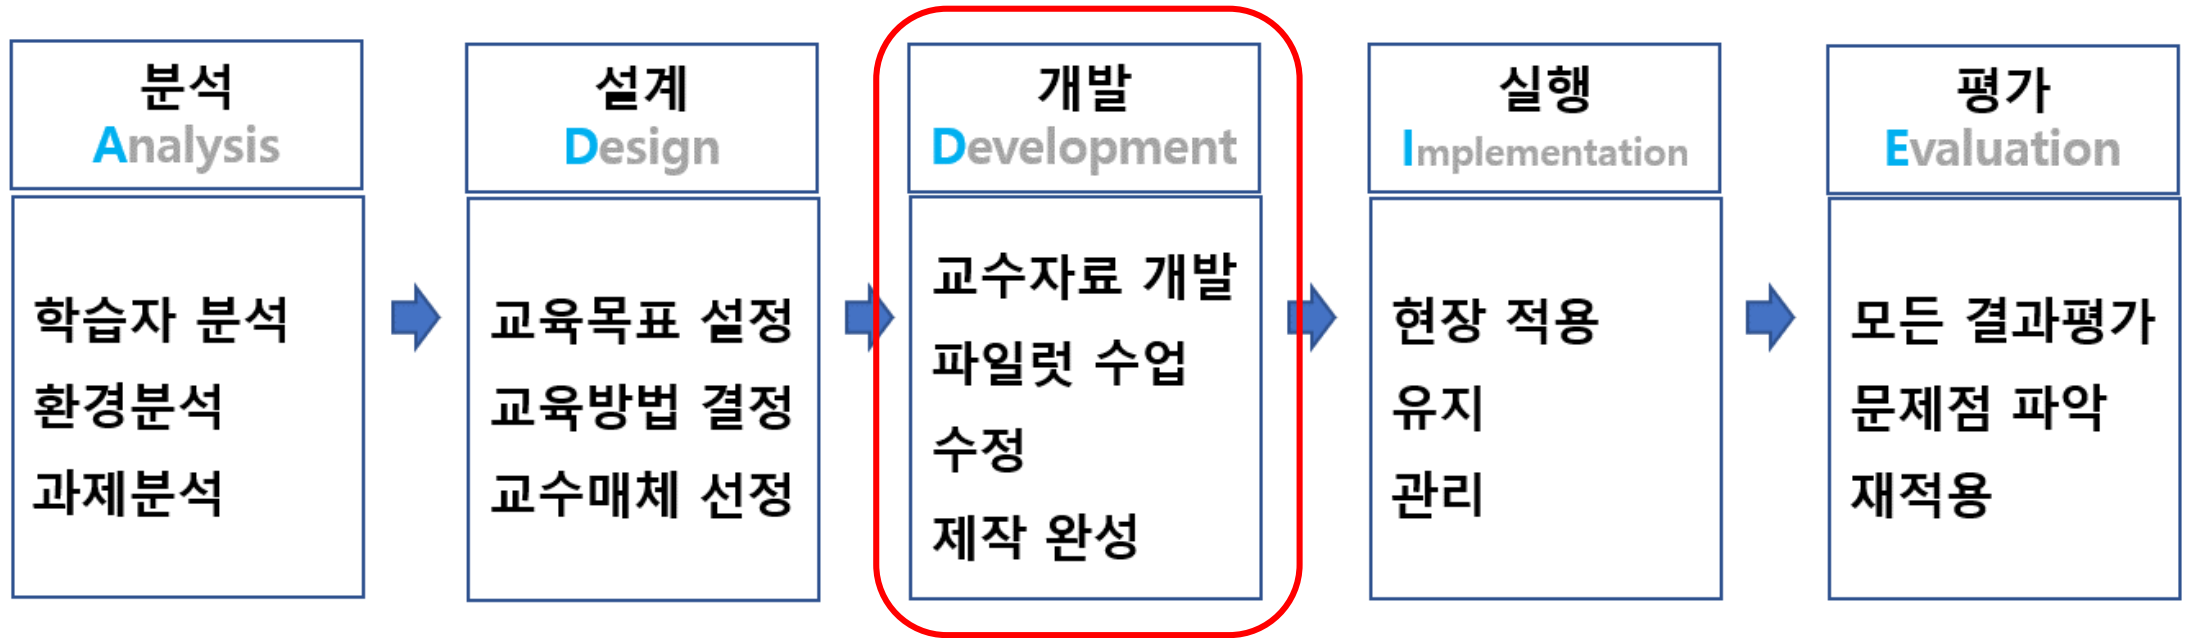 분석
Analysis
학습자 분석
환경분석
과제분석
설계
Design
교육목표 설정
교육방법 결정
교수매체 선정
개발
Development
교수자료 개발
파일럿 수업
수정
제작 완성
실행
Implementation
현장 적용
유지
관리
평가
Evaluation
모든 결과평가
문제점 파악
재적용